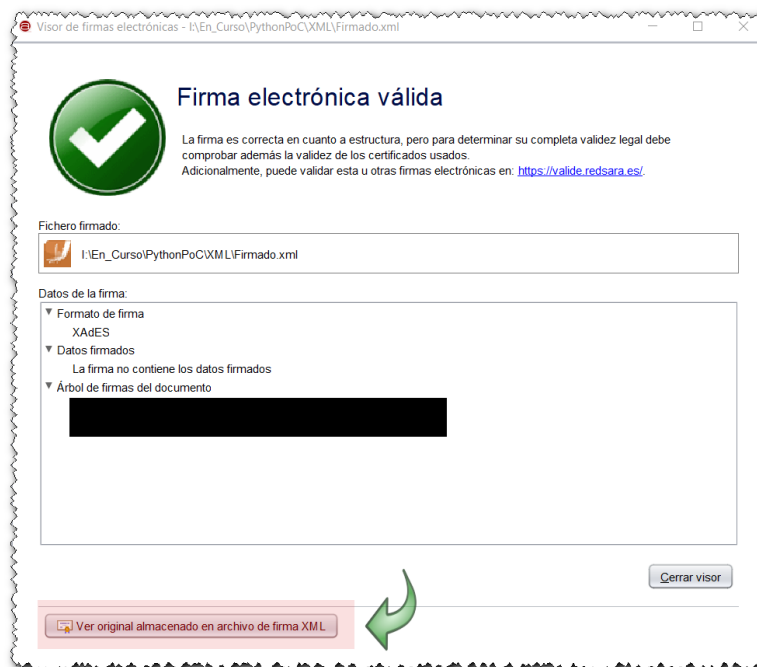 Visor de firmas electrónicas - I:\En_Curso\PythonPoC\XML\Firmado.xml
Firma electrónica válida
La firma es correcta en cuanto a estructura, pero para determinar su completa validez legal debe
comprobar además la validez de los certificados usados.
Adicionalmente, puede validar esta u otras firmas electrónicas en: https://valide.redsara.es/.
Fichero firmado:
I:\En_Curso\PythonPoC\XML\Firmado.xml
Datos de la firma:
Formato de firma
XAdES
Datos firmados
La firma no contiene los datos firmados
Árbol de firmas del documento
Cerrar visor
Ver original almacenado en archivo de firma XML